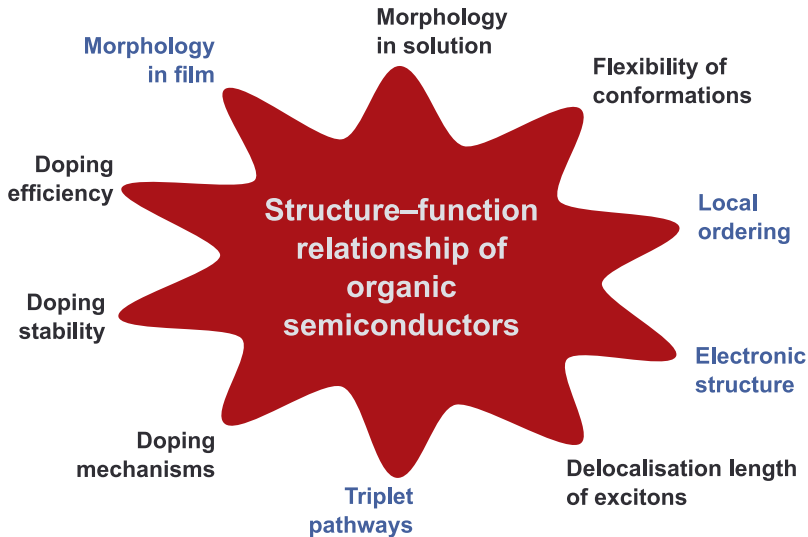 Morphology
in solution
Morphology
in film
Flexibility of
conformations
Doping
efficiency
Local
ordering
Structure–function
relationship of
organic
semiconductors
Doping
stability
Electronic
structure
Doping
mechanisms
Delocalisation length
of excitons
Triplet
pathways